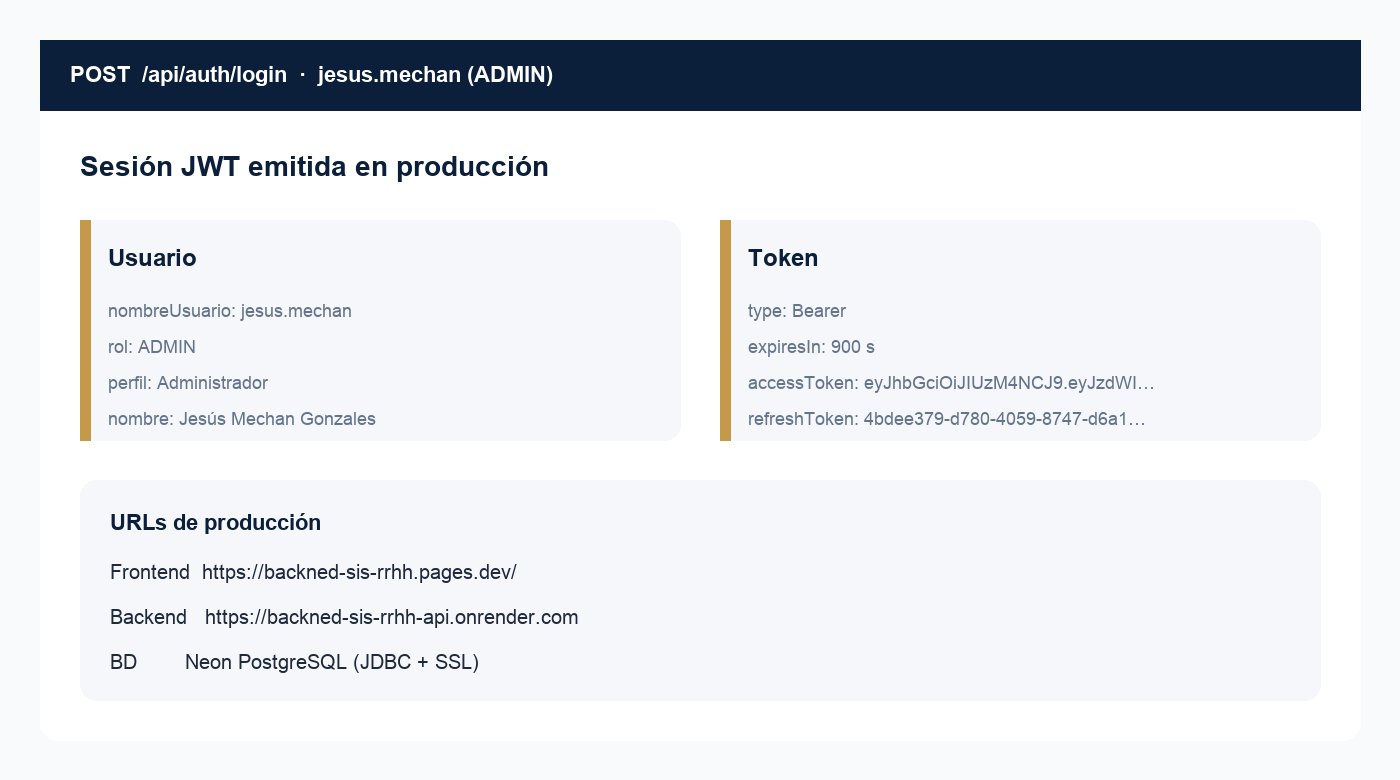 POST /api/auth/login · jesus.mechan (ADMIN)
Sesión JWT emitida en producción
Usuario
nombreUsuario: jesus.mechan
rol: ADMIN
perfil: Administrador
nombre: Jesús Mechan Gonzales
Token
type: Bearer
expiresIn: 900 s
accessToken: eyJhbGciOiJIUzM4NCJ9.eyJzdWI…
refreshToken: 4bdee379-d780-4059-8747-d6a1…
URLs de producción
Frontend https://backned-sis-rrhh.pages.dev/
Backend https://backned-sis-rrhh-api.onrender.com
BD Neon PostgreSQL (JDBC + SSL)